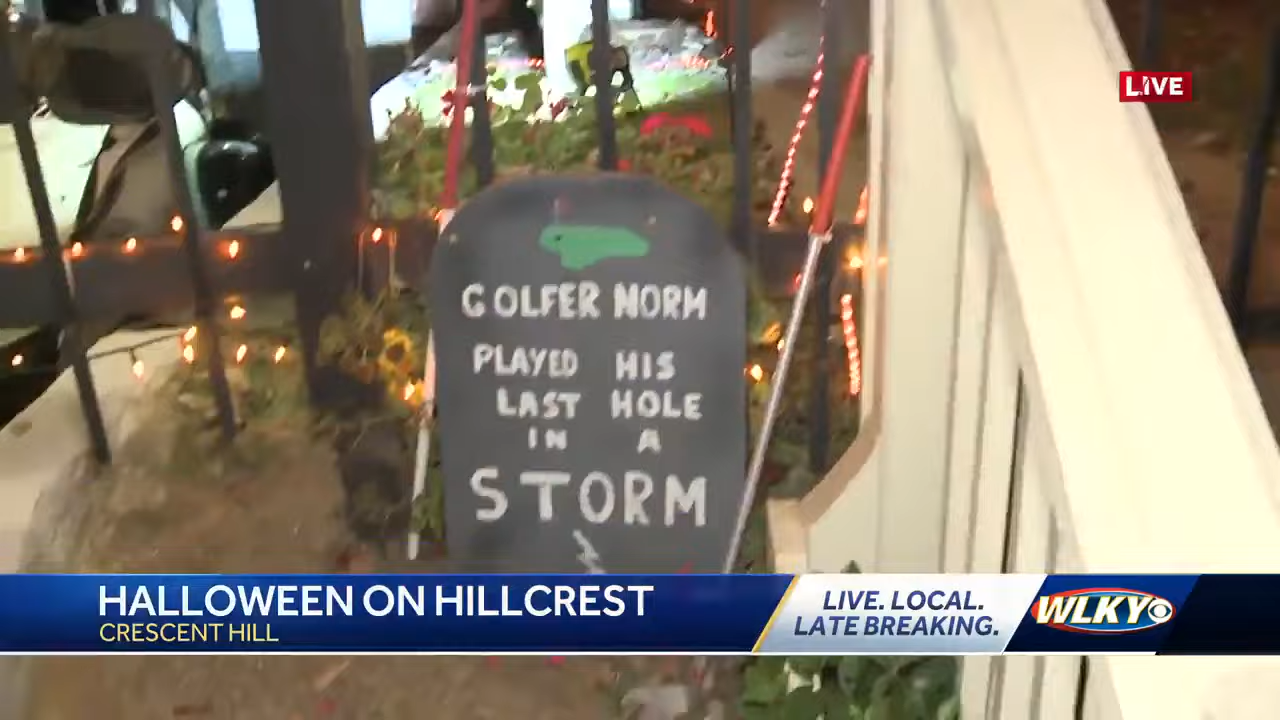 LIVE
GOLFER NORM
PLAYED HIS
LAST HOLE
IN A
STORM
HALLOWEEN ON HILLCREST
CRESCENT HILL
LIVE. LOCAL.
LATE BREAKING.
WLKY